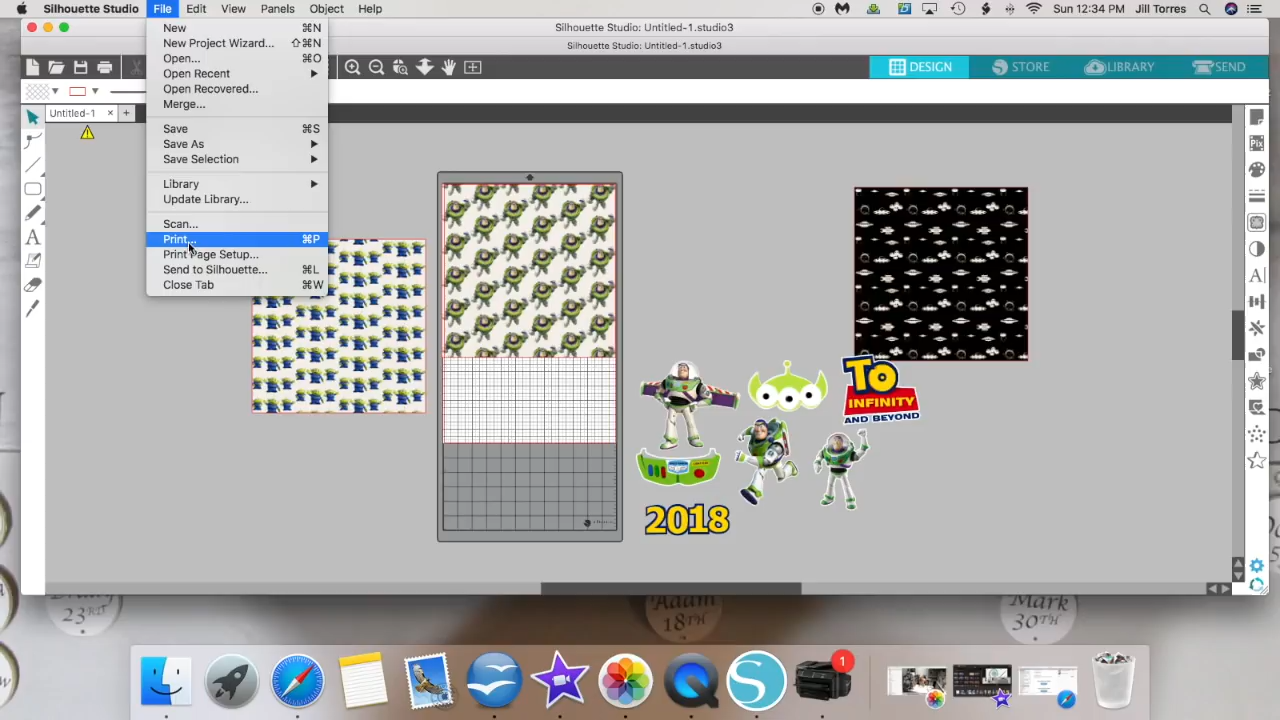 Silhouette Studio File Edit View Panels Object Help Sun 12:34 PM Jill Torres
Silhouette Studio: Untitled-1.studio3
Silhouette Studio: Untitled-1.studio3
DESIGN STORE LIBRARY SEND
Untitled-1 × +
New ⌘N
New Project Wizard... ⇧⌘N
Open... ⌘O
Open Recent
Open Recovered...
Merge...
Save ⌘S
Save As
Save Selection
Library
Update Library...
Scan...
Print... ⌘P
Print Page Setup...
Send to Silhouette... ⌘L
Close Tab ⌘W
To
INFINITY
AND BEYOND
2018
23RD
Adam
18TH
Mark
30TH
1